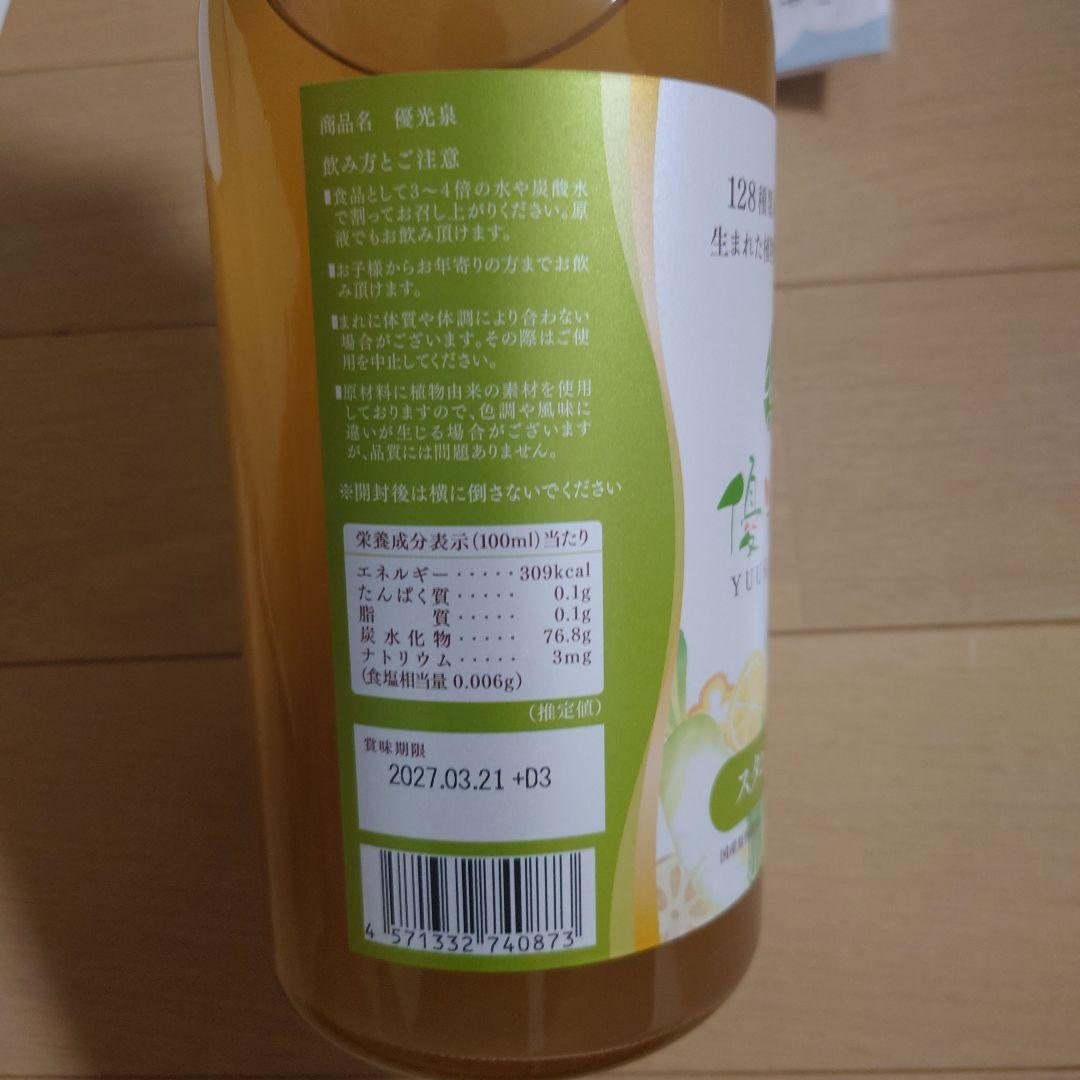 商品名 優光泉
飲み方とご注意
■食品として3～4倍の水や炭酸水
で割ってお召し上がりください。原
液でもお飲み頂けます。
■お子様からお年寄りの方までお飲
み頂けます。
■まれに体質や体調により合わない
場合がございます。その際はご使
用を中止してください。
■原材料に植物由来の素材を使用
しておりますので、色調や風味に
違いが生じる場合がございます
が、品質には問題ありません。
※開封後は横に倒さないでください
栄養成分表示(100ml)当たり
エネルギー・・・・・309kcal
たんぱく質・・・・・0.1g
脂質・・・・・0.1g
炭水化物・・・・・76.8g
ナトリウム・・・・・3mg
(食塩相当量 0.006g)
(推定値)
賞味期限
2027.03.21 +D3
4 571332 740873
128種
生まれた
優
YUU
スタ
国産